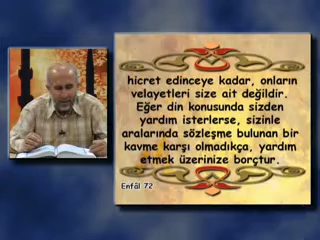 hicret edinceye kadar, onların
velayetleri size ait değildir.
Eğer din konusunda sizden
yardım isterlerse, sizinle
aralarında sözleşme bulunan bir
kavme karşı olmadıkça, yardım
etmek üzerinize borçtur.
Enfâl 72